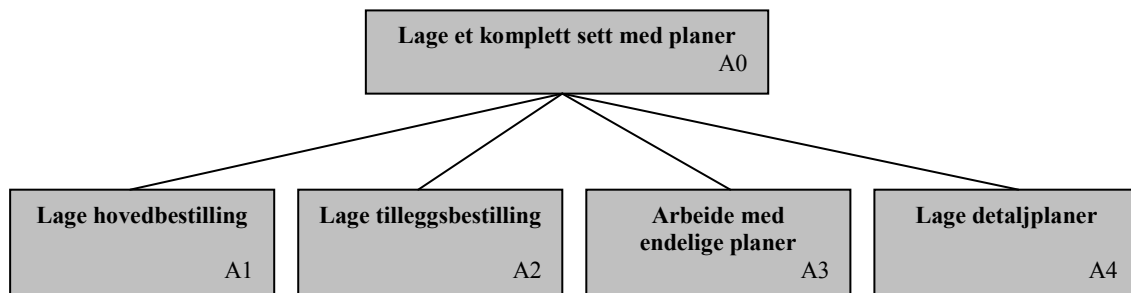 Lage et komplett sett med planer
A0
Lage hovedbestilling
A1
Lage tilleggsbestilling
A2
Arbeide med
endelige planer
A3
Lage detaljplaner
A4